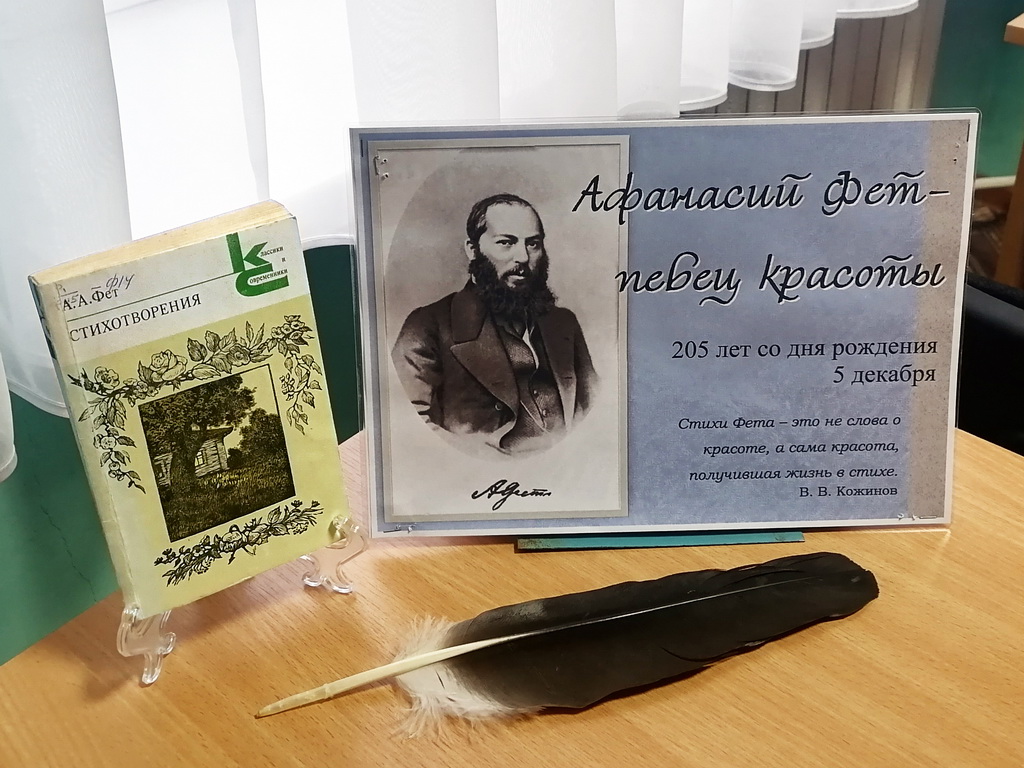 Классики
и
Современники
Ф14
А.А.Фет
СТИХОТВОРЕНИЯ
Афанасий Фет–
певец красоты
205 лет со дня рождения
5 декабря
Стихи Фета – это не слова о
красоте, а сама красота,
получившая жизнь в стихе.
В. В. Кожинов
А Фетъ